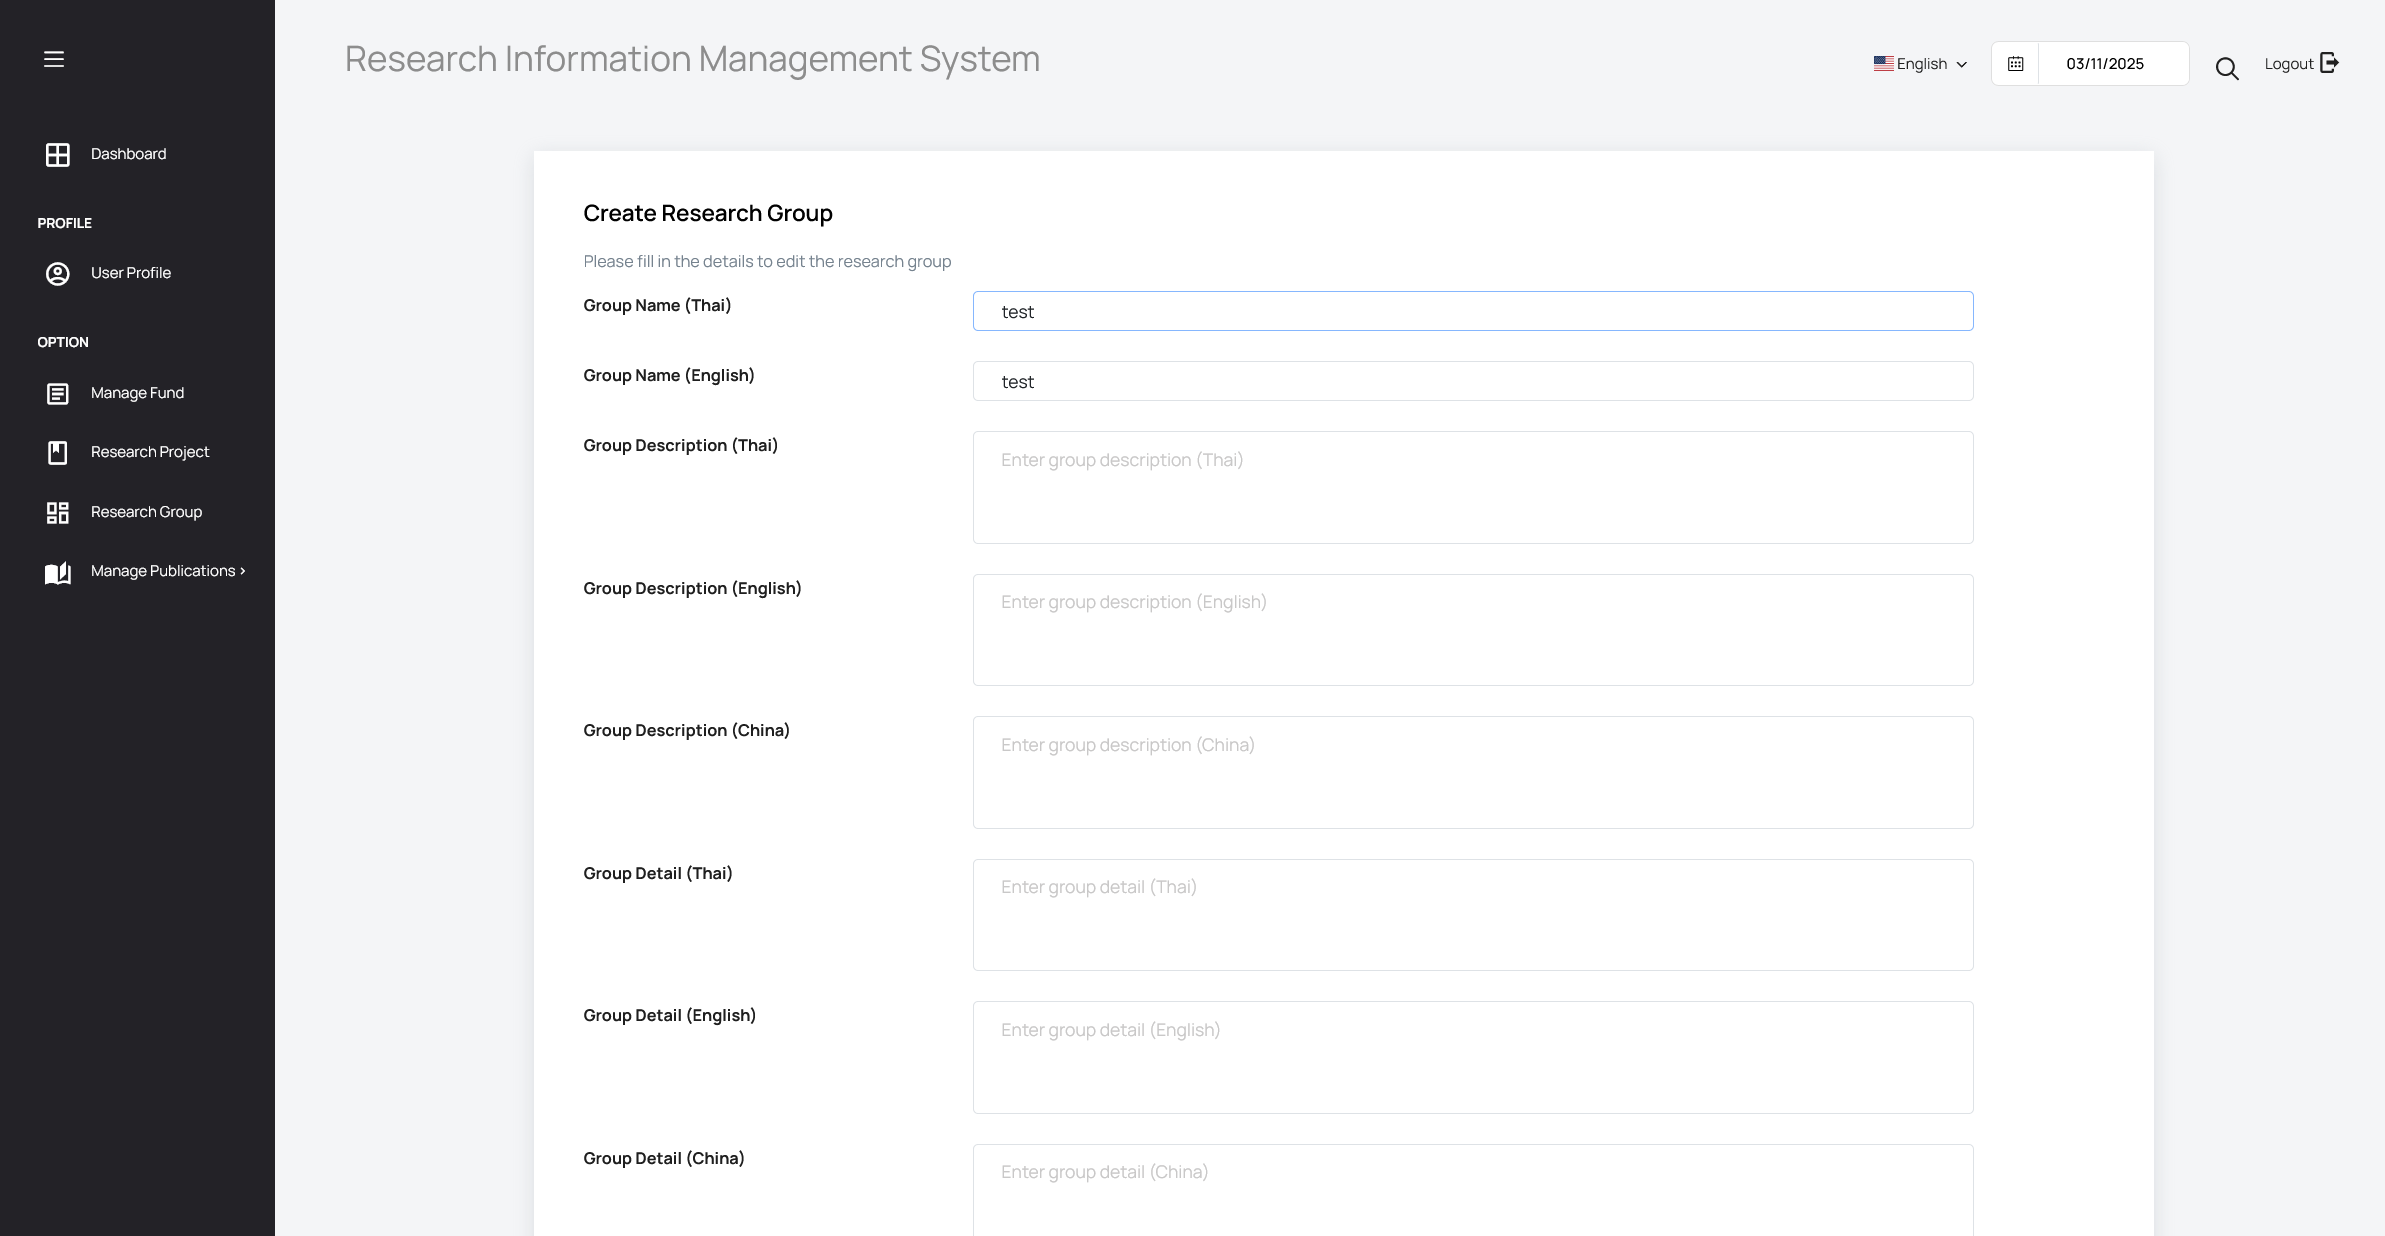 Research Information Management System
English
03/11/2025
Logout
Dashboard
PROFILE
User Profile
OPTION
Manage Fund
Research Project
Research Group
Manage Publications
Create Research Group
Please fill in the details to edit the research group
Group Name (Thai)
test
Group Name (English)
test
Group Description (Thai)
Enter group description (Thai)
Group Description (English)
Enter group description (English)
Group Description (China)
Enter group description (China)
Group Detail (Thai)
Enter group detail (Thai)
Group Detail (English)
Enter group detail (English)
Group Detail (China)
Enter group detail (China)